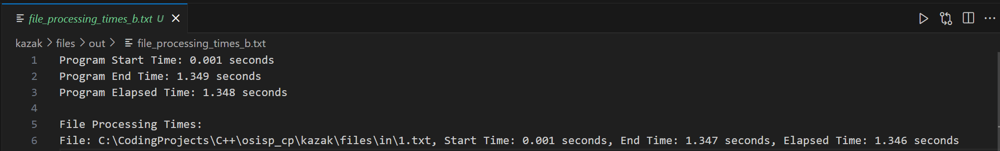 file_processing_times_b.txt U
kazak > files > out > file_processing_times_b.txt
1 Program Start Time: 0.001 seconds
2 Program End Time: 1.349 seconds
3 Program Elapsed Time: 1.348 seconds
4
5 File Processing Times:
6 File: C:\CodingProjects\C++\osisp_cp\kazak\files\in\1.txt, Start Time: 0.001 seconds, End Time: 1.347 seconds, Elapsed Time: 1.346 seconds